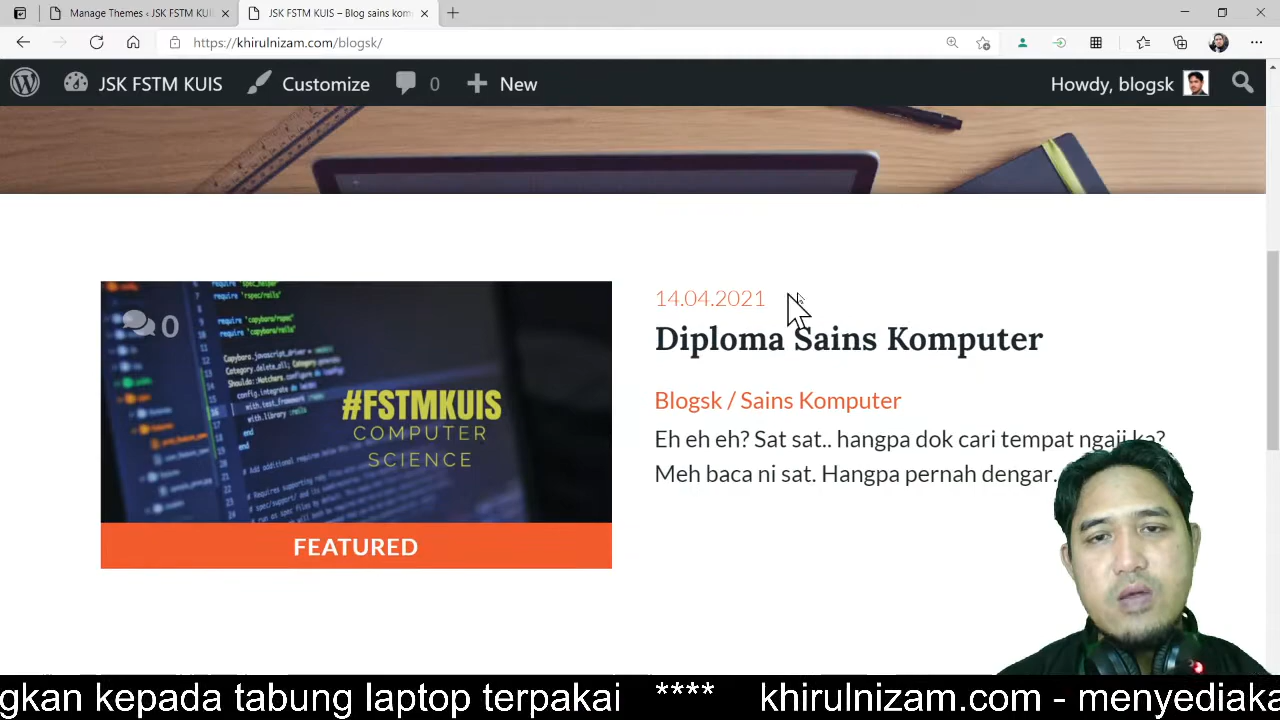 Manage Themes ‹ JSK FSTM KUI
JSK FSTM KUIS – Blog sains kom
https://khirulnizam.com/blogsk/
JSK FSTM KUIS
Customize
0
New
Howdy, blogsk
14.04.2021
Diploma Sains Komputer
Blogsk / Sains Komputer
Eh eh eh? Sat sat.. hangpa dok cari tempat ngaji ka?
Meh baca ni sat. Hangpa pernah dengar.
0
#FSTMKUIS
COMPUTER
SCIENCE
FEATURED
gkan kepada tabung laptop terpakai **** khirulnizam.com - menyediaka